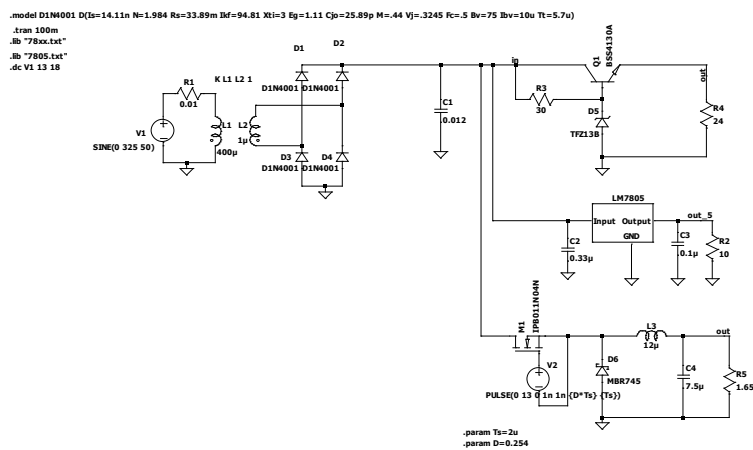 .model D1N4001 D(Is=14.11n N=1.984 Rs=33.89m Ikf=94.81 Xti=3 Eg=1.11 Cjo=25.89p M=.44 Vj=.3245 Fc=.5 Bv=75 Ibv=10u Tt=5.7u)
.tran 100m
.lib "78xx.txt"
.lib "7805.txt"
.dc V1 13 18
D1
D2
K L1 L2 1
D1N4001
D1N4001
R1
0.01
V1
SINE(0 325 50)
L1
400µ
L2
1µ
D3
D1N4001
D4
D1N4001
C1
0.012
in
R3
30
Q1
BSS4130A
D5
TFZ13B
out
R4
24
LM7805
Input
Output
GND
out_5
C2
0.33µ
C3
0.1µ
R2
10
M1
IPB011N04N
V2
PULSE(0 13 0 1n 1n {D*Ts} {Ts})
D6
MBR745
L3
12µ
C4
7.5µ
out
R5
1.65
.param Ts=2u
.param D=0.254